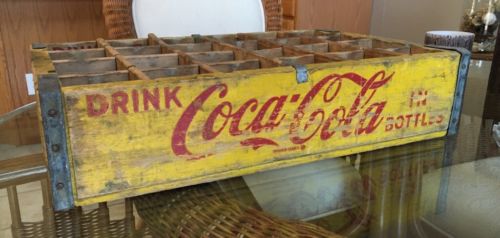 DRINK
Coca-Cola
IN
BOTTLES